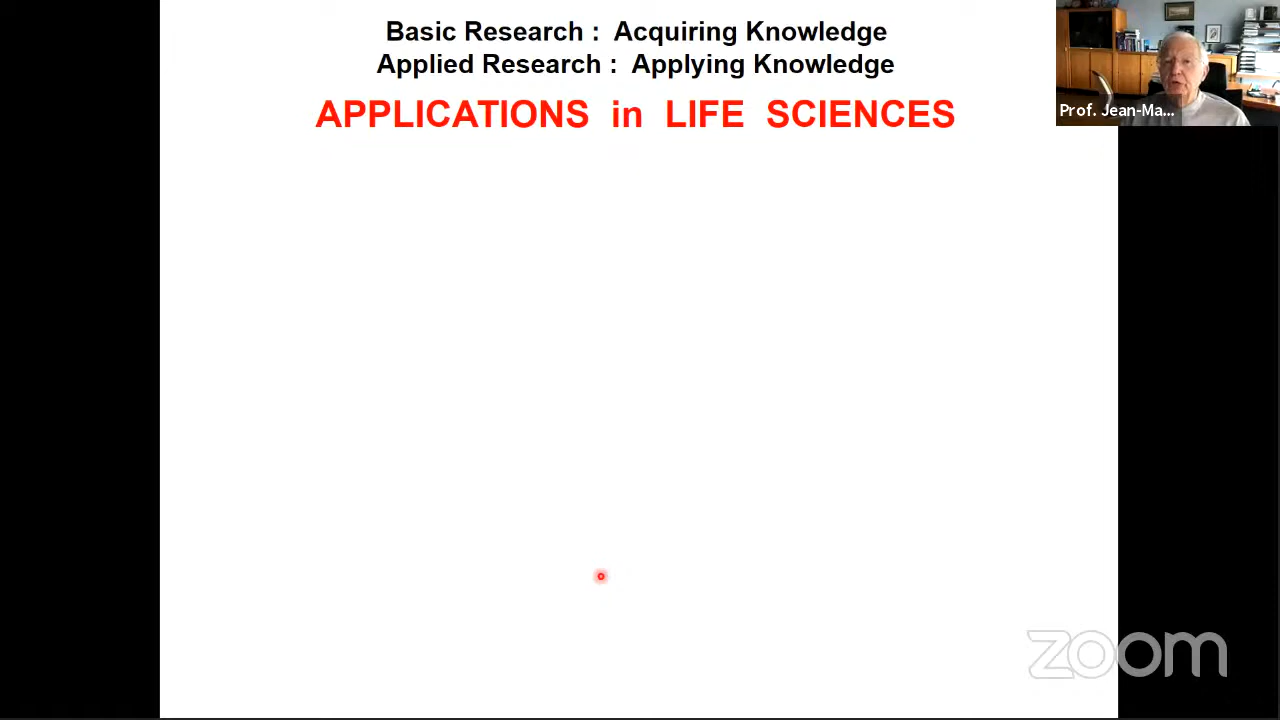 Basic Research : Acquiring Knowledge
Applied Research : Applying Knowledge
APPLICATIONS in LIFE SCIENCES
Prof. Jean-Ma...
zoom